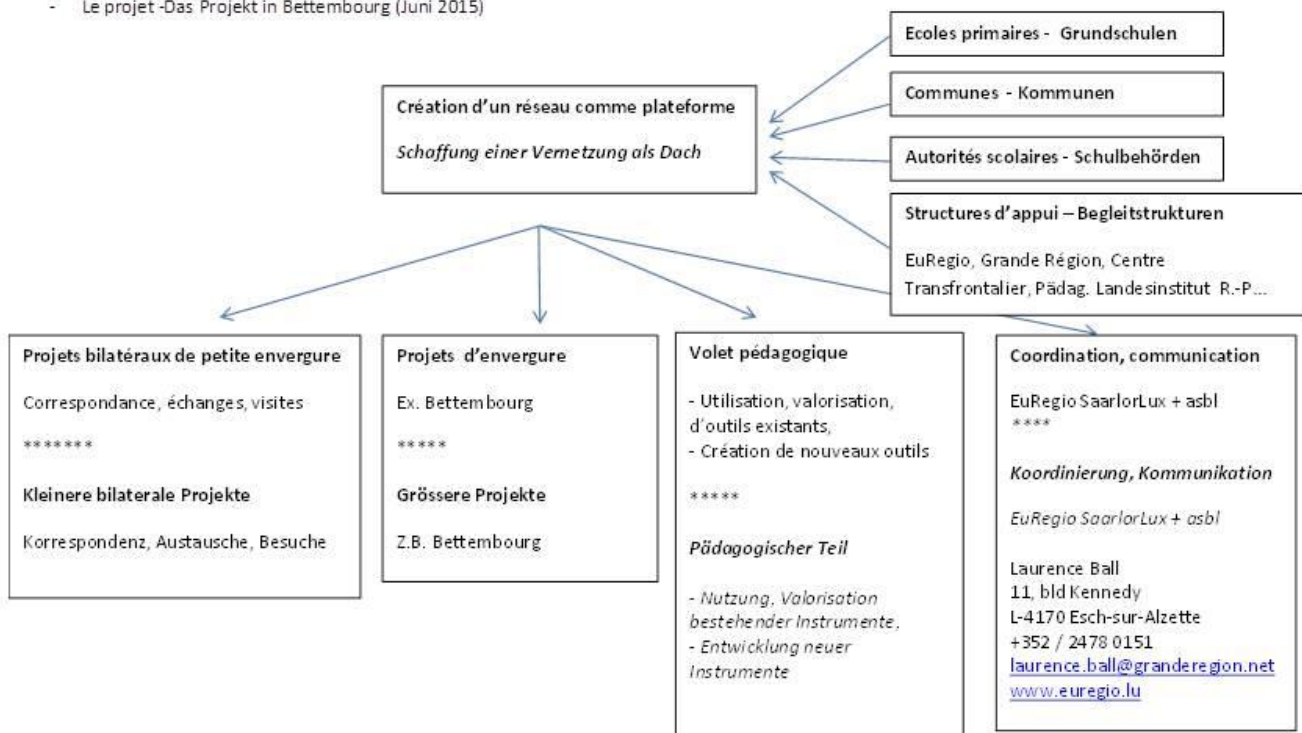 - Le projet -Das Projekt in Bettembourg (Juni 2015)
Ecoles primaires - Grundschulen
Communes - Kommunen
Autorités scolaires - Schulbehörden
Structures d'appui – Begleitstrukturen
EuRegio, Grande Région, Centre
Transfrontalier, Pädag. Landesinstitut R.-P...
Création d'un réseau comme plateforme
Schaffung einer Vernetzung als Dach
Projets bilatéraux de petite envergure
Correspondance, échanges, visites
*******
Kleinere bilaterale Projekte
Korrespondenz, Austausche, Besuche
Projets d'envergure
Ex. Bettembourg
*****
Grössere Projekte
Z.B. Bettembourg
Volet pédagogique
- Utilisation, valorisation,
d'outils existants,
- Création de nouveaux outils
*****
Pädagogischer Teil
- Nutzung, Valorisation
bestehender Instrumente,
- Entwicklung neuer
Instrumente
Coordination, communication
EuRegio SaarlorLux + asbl
****
Koordinierung, Kommunikation
EuRegio SaarlorLux + asbl
Laurence Ball
11, bld Kennedy
L-4170 Esch-sur-Alzette
+352 / 2478 0151
laurence.ball@granderegion.net
www.euregio.lu